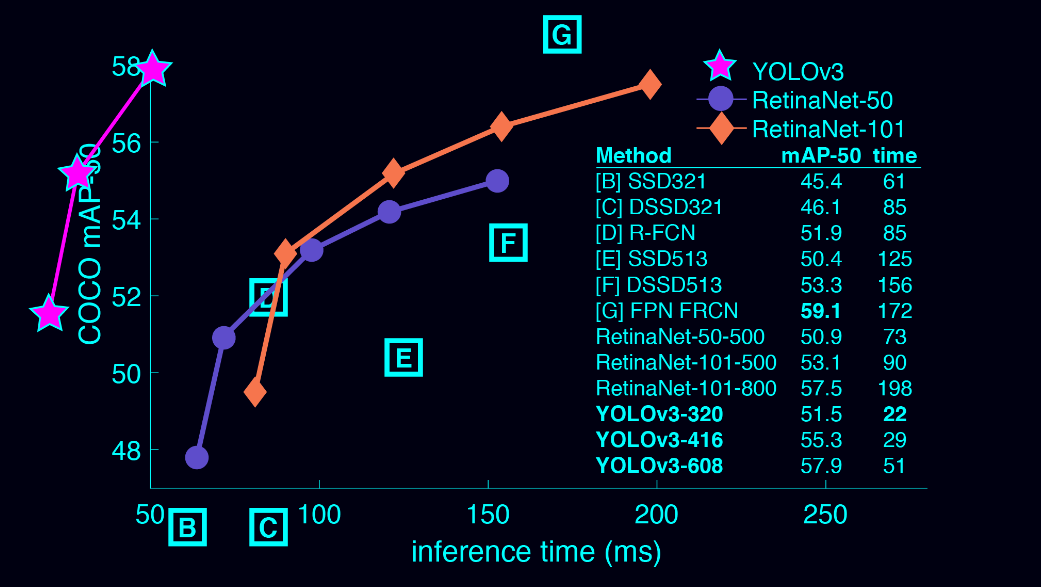 G
58
YOLOv3
RetinaNet-50
RetinaNet-101
56
COCO mAP-50
Method mAP-50 time
[B] SSD321 45.4 61
[C] DSSD321 46.1 85
54
[D] R-FCN 51.9 85
F
[E] SSD513 50.4 125
[F] DSSD513 53.3 156
52
D
[G] FPN FRCN 59.1 172
RetinaNet-50-500 50.9 73
E
RetinaNet-101-500 53.1 90
50
RetinaNet-101-800 57.5 198
YOLOv3-320 51.5 22
YOLOv3-416 55.3 29
48
YOLOv3-608 57.9 51
50 100 150 200 250
B C
inference time (ms)